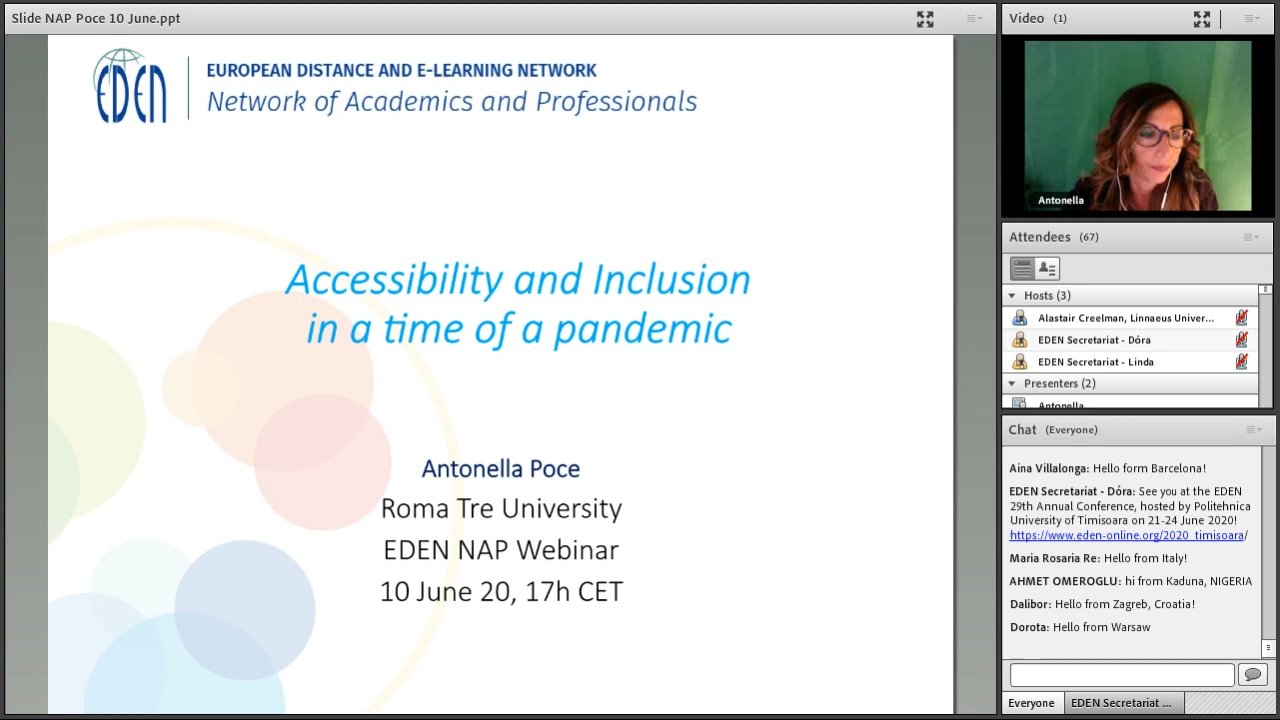 Slide NAP Poce 10 June.ppt
EDEN
EUROPEAN DISTANCE AND E-LEARNING NETWORK
Network of Academics and Professionals
Accessibility and Inclusion
in a time of a pandemic
Antonella Poce
Roma Tre University
EDEN NAP Webinar
10 June 20, 17h CET
Video (1)
Antonella
Attendees (67)
Hosts (3)
Alastair Creelman, Linnaeus Univer...
EDEN Secretariat - Dóra
EDEN Secretariat - Linda
Presenters (2)
Antonella
Chat (Everyone)
Aina Villalonga: Hello form Barcelona!
EDEN Secretariat - Dóra: See you at the EDEN
29th Annual Conference, hosted by Politehnica
University of Timisoara on 21-24 June 2020!
https://www.eden-online.org/2020_timisoara/
Maria Rosaria Re: Hello from Italy!
AHMET OMEROGLU: hi from Kaduna, NIGERIA
Dalibor: Hello from Zagreb, Croatia!
Dorota: Hello from Warsaw
Everyone
EDEN Secretariat ...